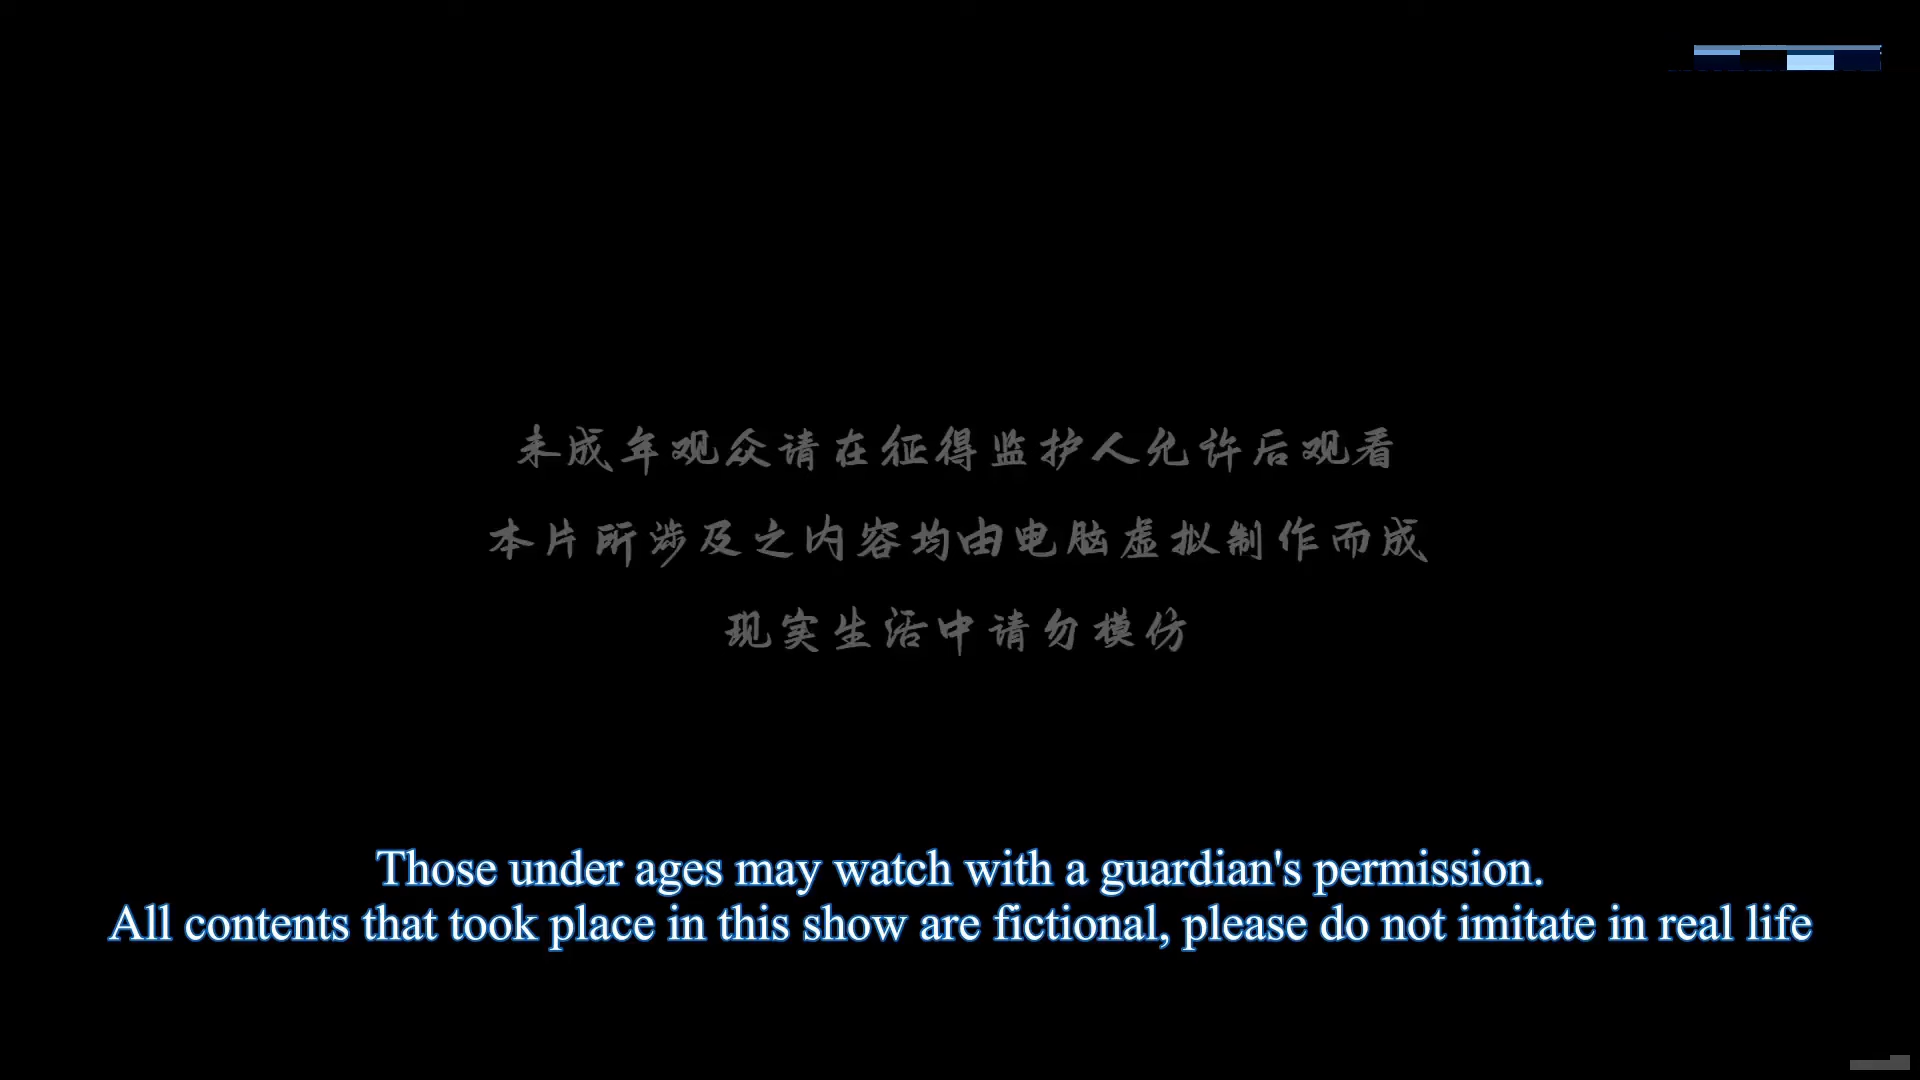 未成年观众请在征得监护人允许后观看
本片所涉及之内容均由电脑虚拟制作而成
现实生活中请勿模仿
Those under ages may watch with a guardian's permission.
All contents that took place in this show are fictional, please do not imitate in real life